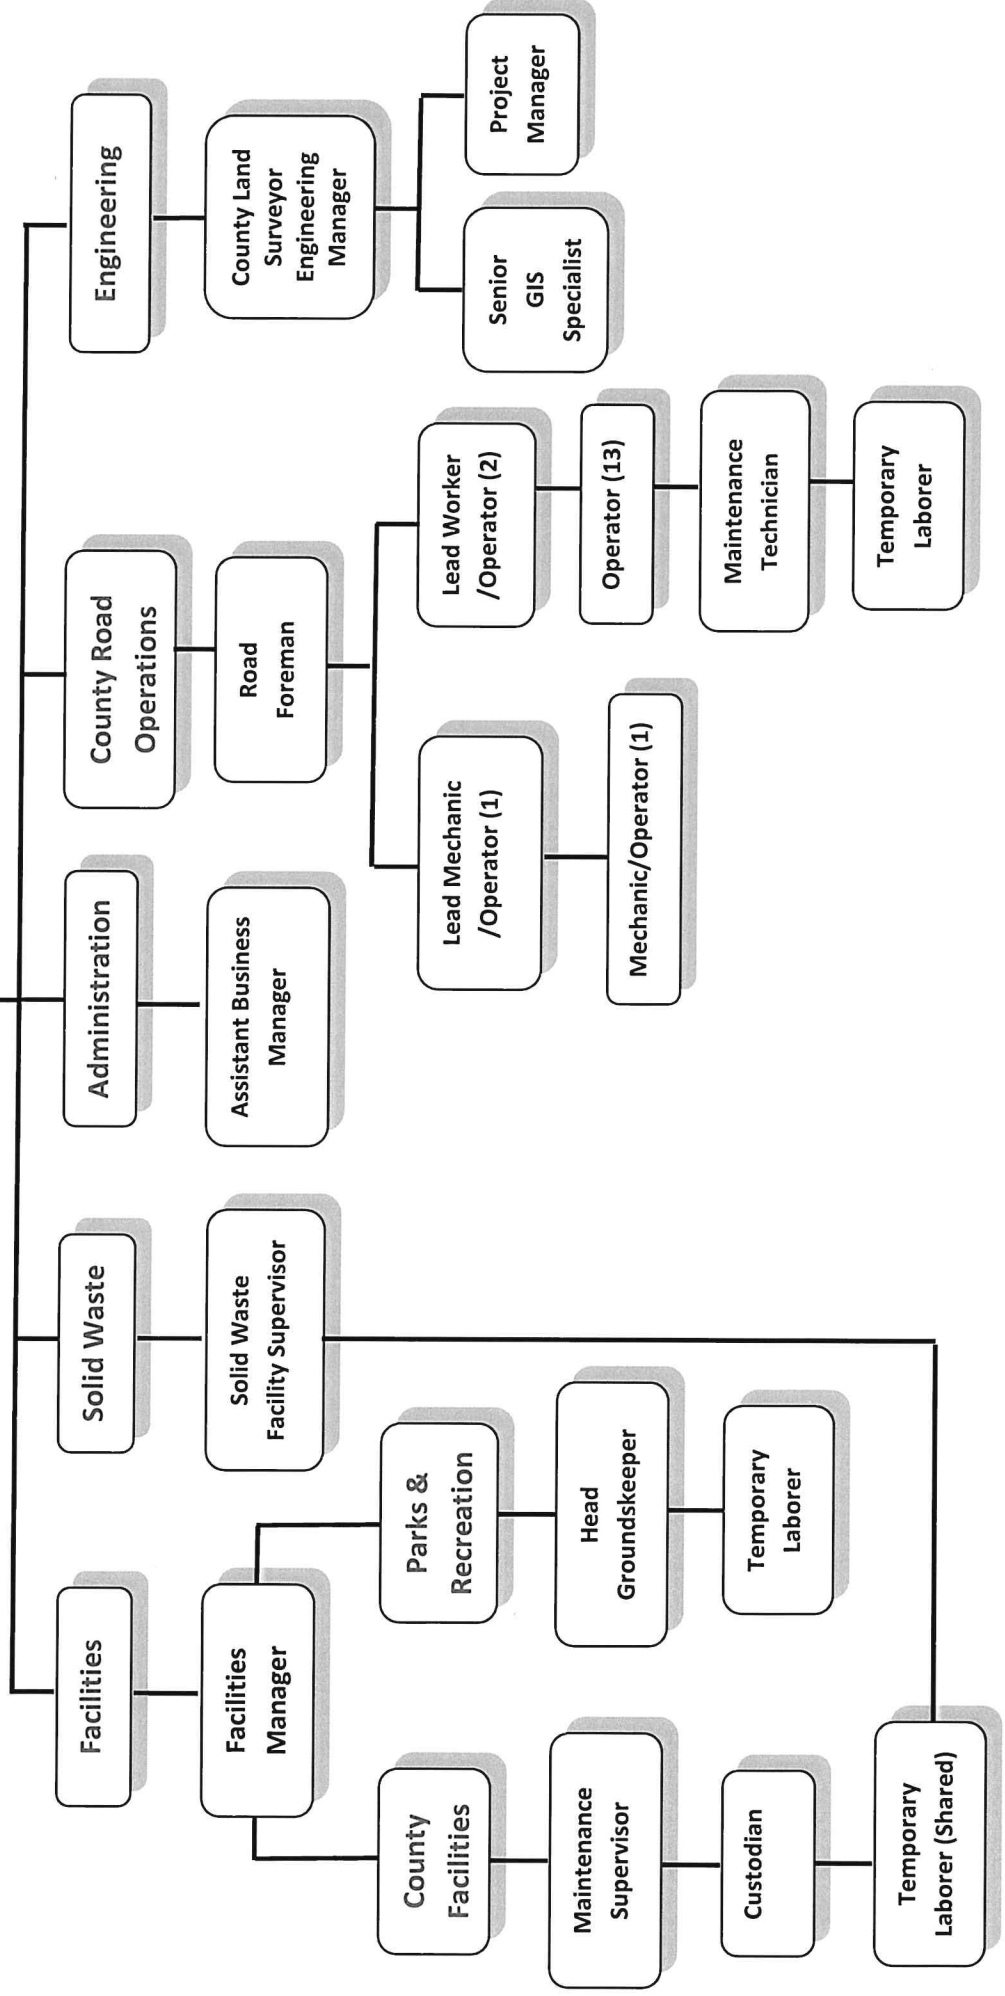 Facilities
Facilities
Manager
County
Facilities
Maintenance
Supervisor
Custodian
Temporary
Laborer (Shared)
Parks &
Recreation
Head
Groundskeeper
Temporary
Laborer
Solid Waste
Solid Waste
Facility Supervisor
Administration
Assistant Business
Manager
County Road
Operations
Road
Foreman
Lead Mechanic
/Operator (1)
Mechanic/Operator (1)
Lead Worker
/Operator (2)
Operator (13)
Maintenance
Technician
Temporary
Laborer
Engineering
County Land
Surveyor
Engineering
Manager
Senior
GIS
Specialist
Project
Manager